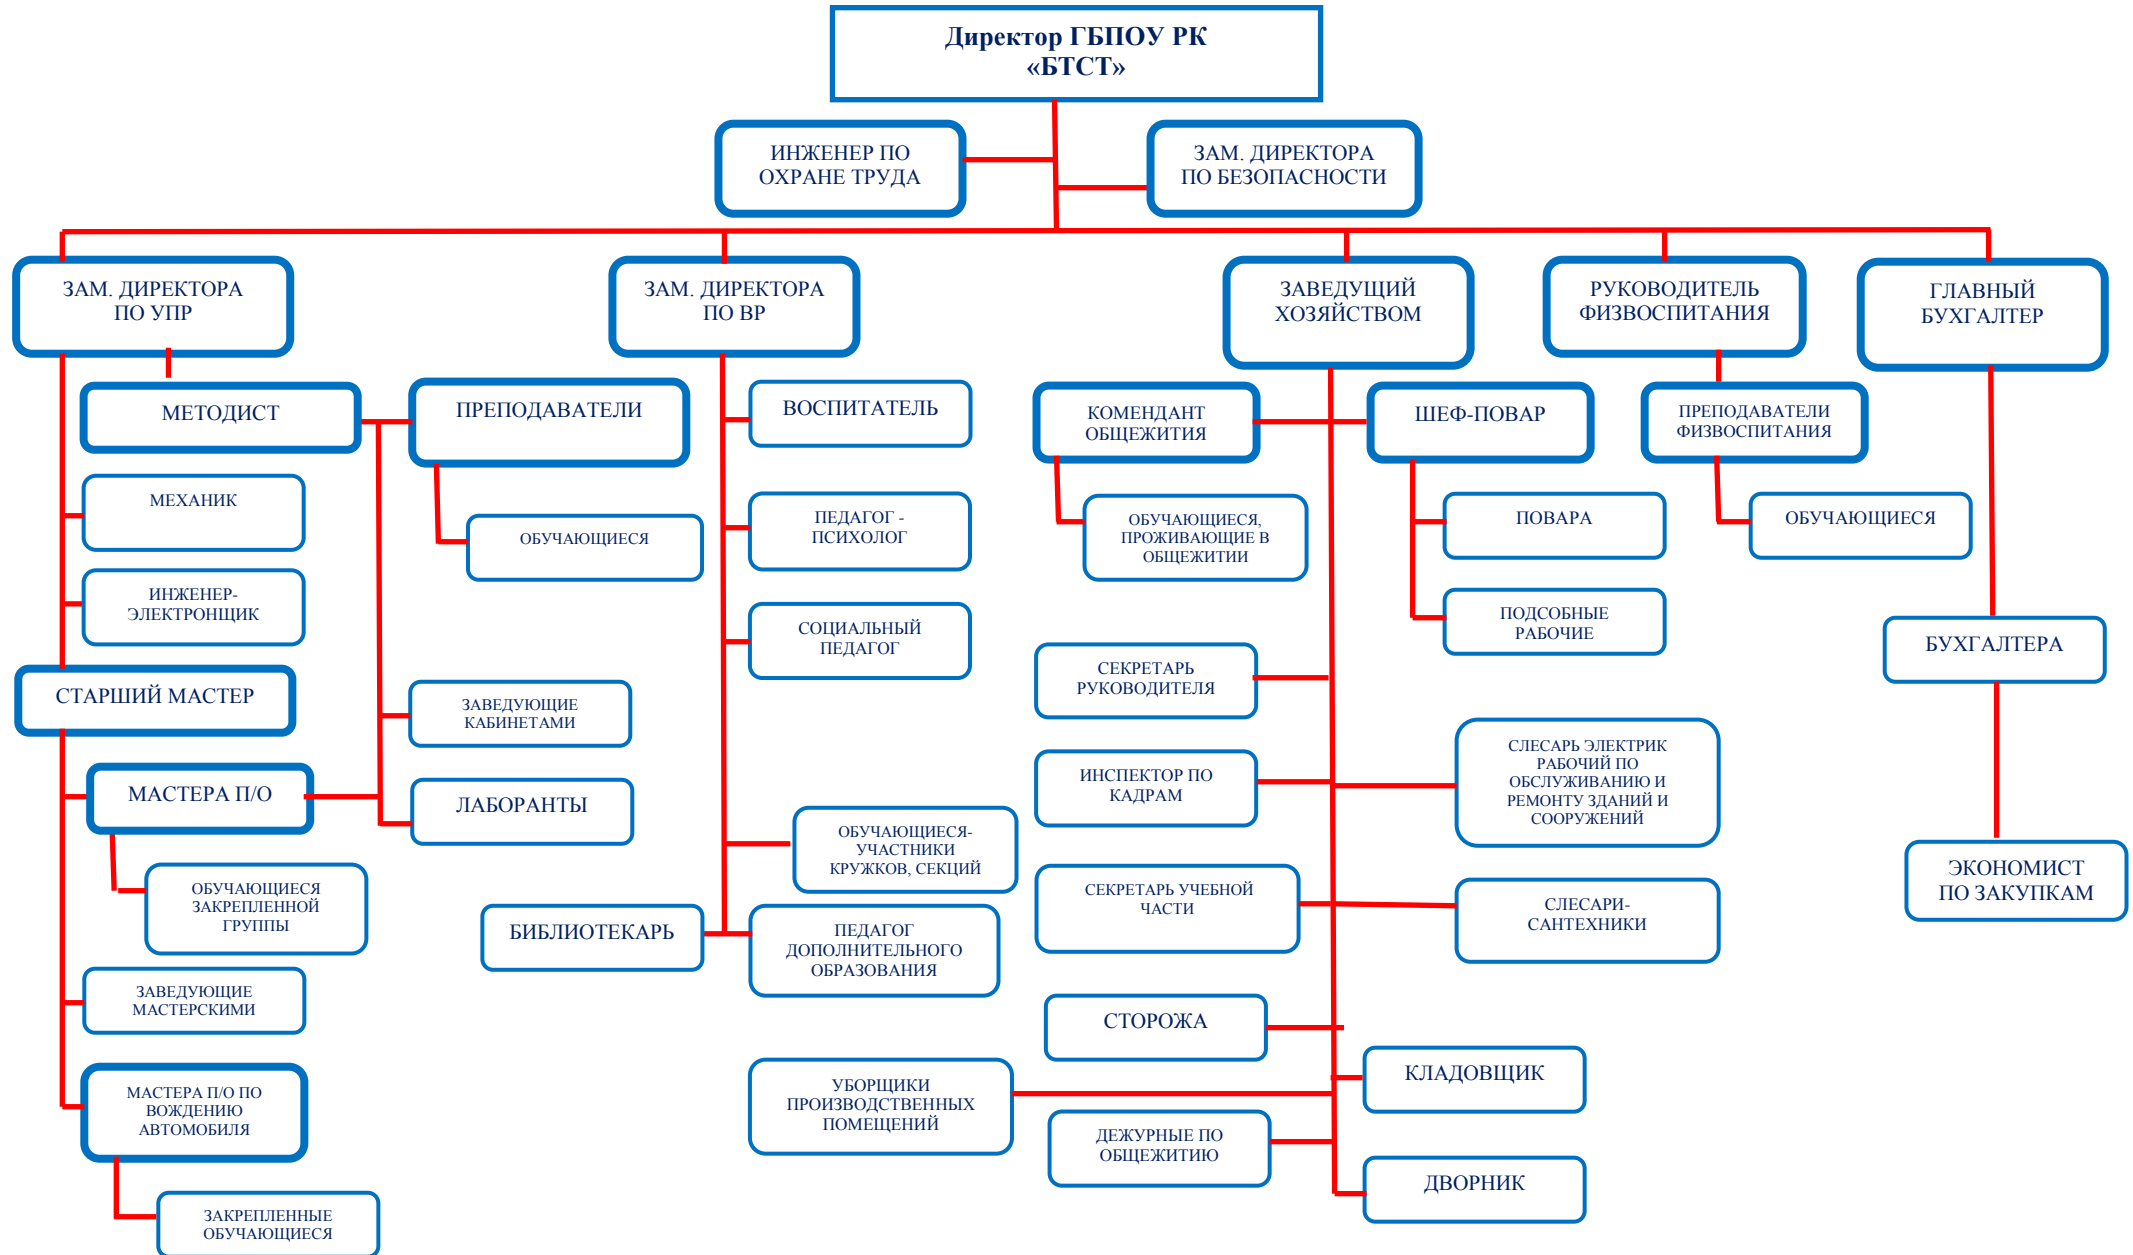 Директор ГБПОУ РК
«БТСТ»
ИНЖЕНЕР ПО
ОХРАНЕ ТРУДА
ЗАМ. ДИРЕКТОРА
ПО БЕЗОПАСНОСТИ
ЗАМ. ДИРЕКТОРА
ПО УПР
ЗАМ. ДИРЕКТОРА
ПО ВР
ЗАВЕДУЩИЙ
ХОЗЯЙСТВОМ
РУКОВОДИТЕЛЬ
ФИЗВОСПИТАНИЯ
ГЛАВНЫЙ
БУХГАЛТЕР
МЕТОДИСТ
ПРЕПОДАВАТЕЛИ
ВОСПИТАТЕЛЬ
КОМЕНДАНТ
ОБЩЕЖИТИЯ
ШЕФ-ПОВАР
ПРЕПОДАВАТЕЛИ
ФИЗВОСПИТАНИЯ
МЕХАНИК
ОБУЧАЮЩИЕСЯ
ПЕДАГОГ -
ПСИХОЛОГ
ОБУЧАЮЩИЕСЯ,
ПРОЖИВАЮЩИЕ В
ОБЩЕЖИТИИ
ПОВАРА
ОБУЧАЮЩИЕСЯ
ИНЖЕНЕР-
ЭЛЕКТРОНЩИК
СОЦИАЛЬНЫЙ
ПЕДАГОГ
ПОДСОБНЫЕ
РАБОЧИЕ
БУХГАЛТЕРА
СТАРШИЙ МАСТЕР
ЗАВЕДУЮЩИЕ
КАБИНЕТАМИ
СЕКРЕТАРЬ
РУКОВОДИТЕЛЯ
МАСТЕРА П/О
ЛАБОРАНТЫ
ИНСПЕКТОР ПО
КАДРАМ
СЛЕСАРЬ ЭЛЕКТРИК
РАБОЧИЙ ПО
ОБСЛУЖИВАНИЮ И
РЕМОНТУ ЗДАНИЙ И
СООРУЖЕНИЙ
ОБУЧАЮЩИЕСЯ-
УЧАСТНИКИ
КРУЖКОВ, СЕКЦИЙ
ЭКОНОМИСТ
ПО ЗАКУПКАМ
ОБУЧАЮЩИЕСЯ
ЗАКРЕПЛЕННОЙ
ГРУППЫ
СЕКРЕТАРЬ УЧЕБНОЙ
ЧАСТИ
СЛЕСАРИ-
САНТЕХНИКИ
БИБЛИОТЕКАРЬ
ПЕДАГОГ
ДОПОЛНИТЕЛЬНОГО
ОБРАЗОВАНИЯ
ЗАВЕДУЮЩИЕ
МАСТЕРСКИМИ
СТОРОЖА
КЛАДОВЩИК
МАСТЕРА П/О ПО
ВОЖДЕНИЮ
АВТОМОБИЛЯ
УБОРЩИКИ
ПРОИЗВОДСТВЕННЫХ
ПОМЕЩЕНИЙ
ДЕЖУРНЫЕ ПО
ОБЩЕЖИТИЮ
ДВОРНИК
ЗАКРЕПЛЕННЫЕ
ОБУЧАЮЩИЕСЯ